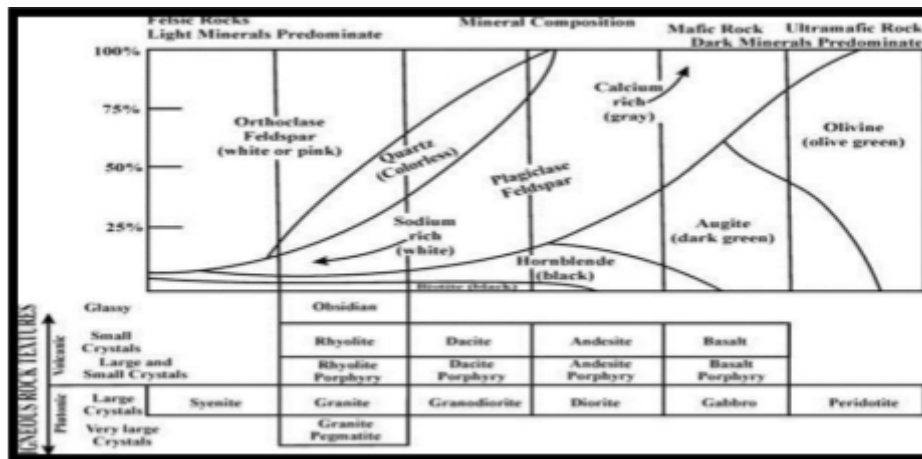 Felsic Rocks
Light Minerals Predominate
Mineral Composition
Mafic Rock
Ultramafic Rock
Dark Minerals Predominate
100%
75%
50%
25%
Orthoclase
Feldspar
(white or pink)
Quartz
(Colorless)
Sodium
rich
(white)
Plagiclase
Feldspar
Calcium
rich
(gray)
Hornblende
(black)
Biotite (black)
Augite
(dark green)
Olivine
(olive green)
IGNEOUS ROCK TEXTURES
Volcanic
Plutonic
Glassy
Obsidian
Small
Crystals
Rhyolite
Dacite
Andesite
Basalt
Large and
Small Crystals
Rhyolite
Porphyry
Dacite
Porphyry
Andesite
Porphyry
Basalt
Porphyry
Large
Crystals
Syenite
Granite
Granodiorite
Diorite
Gabbro
Peridotite
Very large
Crystals
Granite
Pegmatite